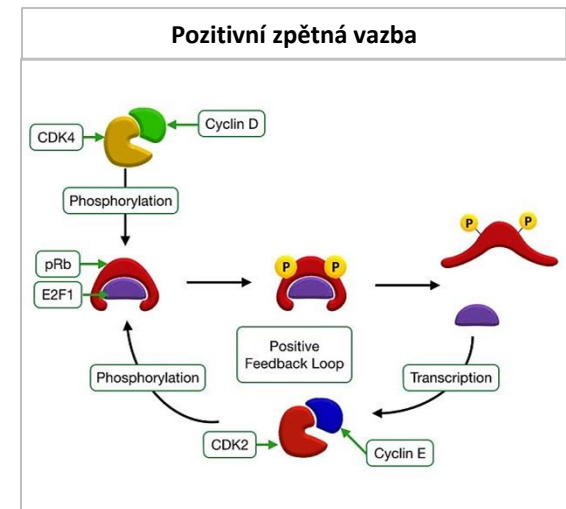 Pozitivní zpětná vazba
CDK4
Cyclin D
Phosphorylation
P
P
pRb
E2F1
P
P
Positive
Feedback Loop
Phosphorylation
Transcription
CDK2
Cyclin E